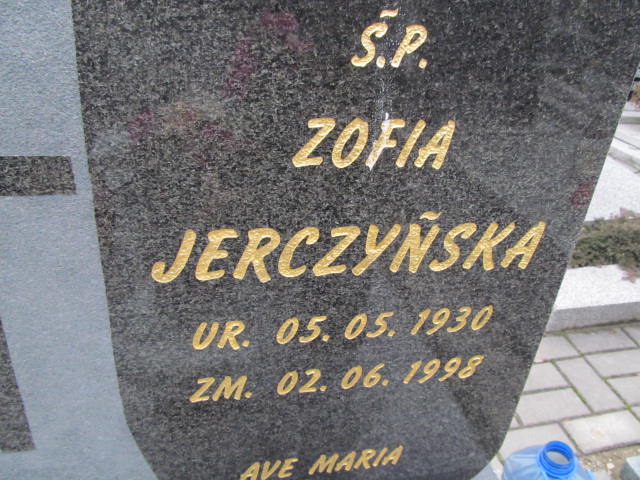 Ś.P.
ZOFIA
JERCZYŃSKA
UR. 05.05.1930
ZM. 02.06.1998
AVE MARIA